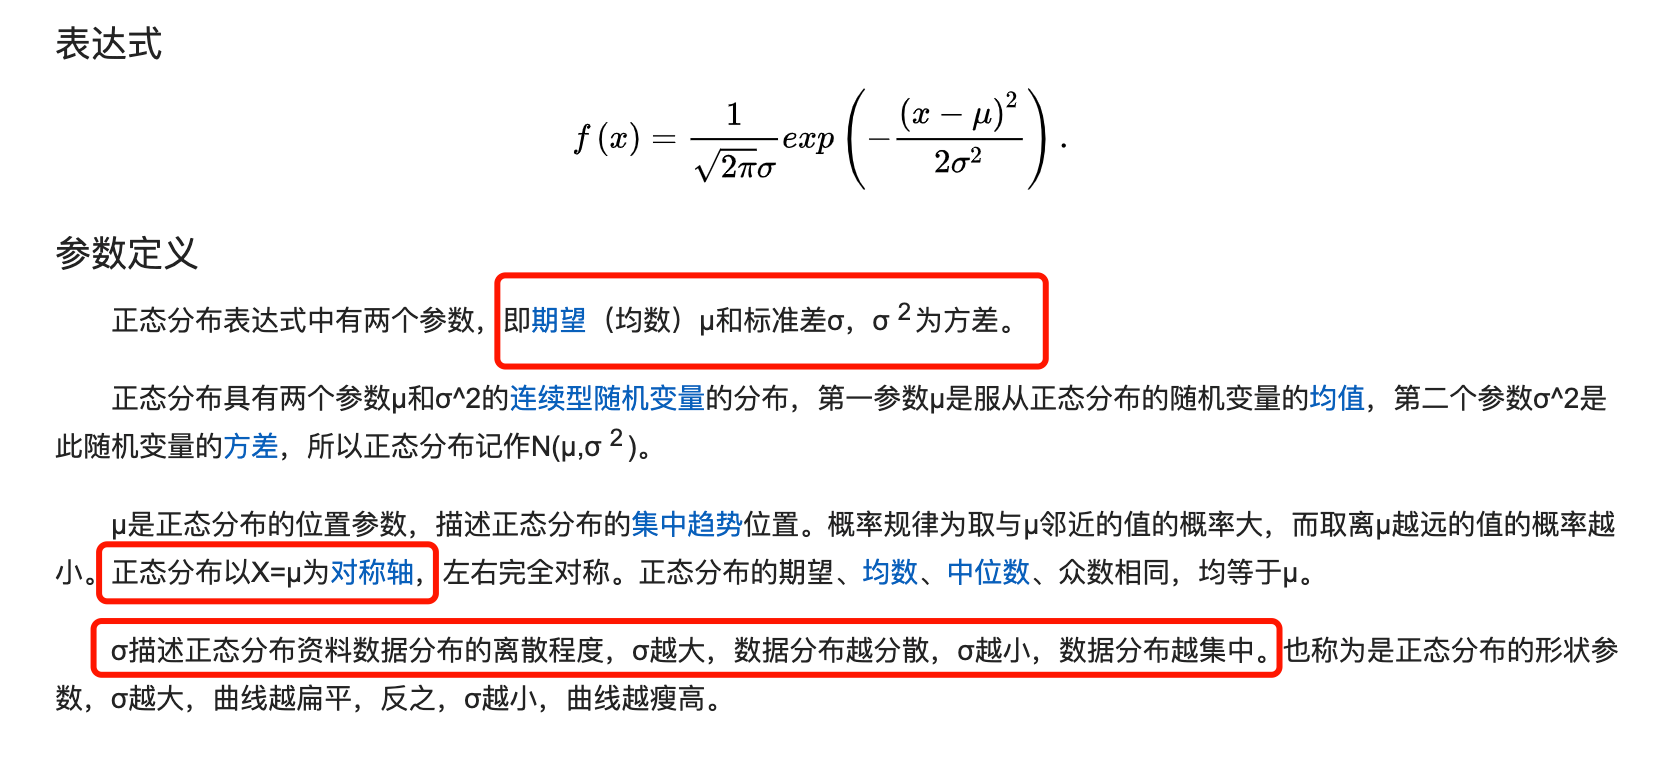 表达式
f(x) = \frac{1}{\sqrt{2π}σ} exp(-\frac{(x-μ)^2}{2σ^2}).
参数定义
正态分布表达式中有两个参数，即期望（均数）μ和标准差σ，σ ²为方差。
正态分布具有两个参数μ和σ^2的连续型随机变量的分布，第一参数μ是服从正态分布的随机变量的均值，第二个参数σ^2是
此随机变量的方差，所以正态分布记作N(μ,σ ²)。
μ是正态分布的位置参数，描述正态分布的集中趋势位置。概率规律为取与μ邻近的值的概率大，而取离μ越远的值的概率越
小。正态分布以X=μ为对称轴，左右完全对称。正态分布的期望、均数、中位数、众数相同，均等于μ。
σ描述正态分布资料数据分布的离散程度，σ越大，数据分布越分散，σ越小，数据分布越集中。也称为是正态分布的形状参
数，σ越大，曲线越扁平，反之，σ越小，曲线越瘦高。